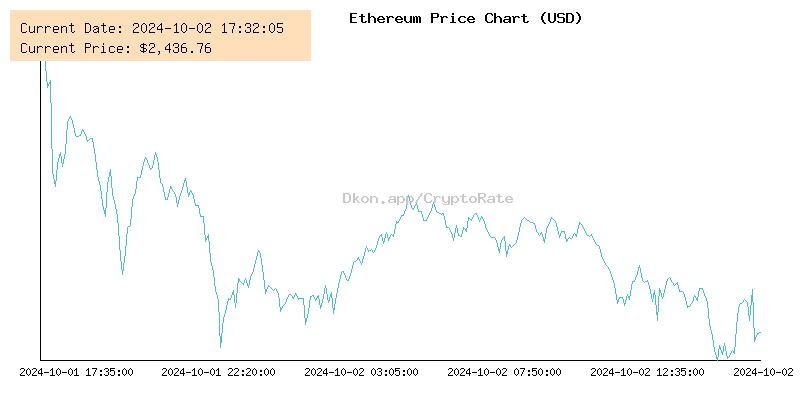 Ethereum Price Chart (USD)
Current Date: 2024-10-02 17:32:05
Current Price: $2,436.76
Dkon.app/CryptoRate
2024-10-01 17:35:00
2024-10-01 22:20:00
2024-10-02 03:05:00
2024-10-02 07:50:00
2024-10-02 12:35:00
2024-10-02